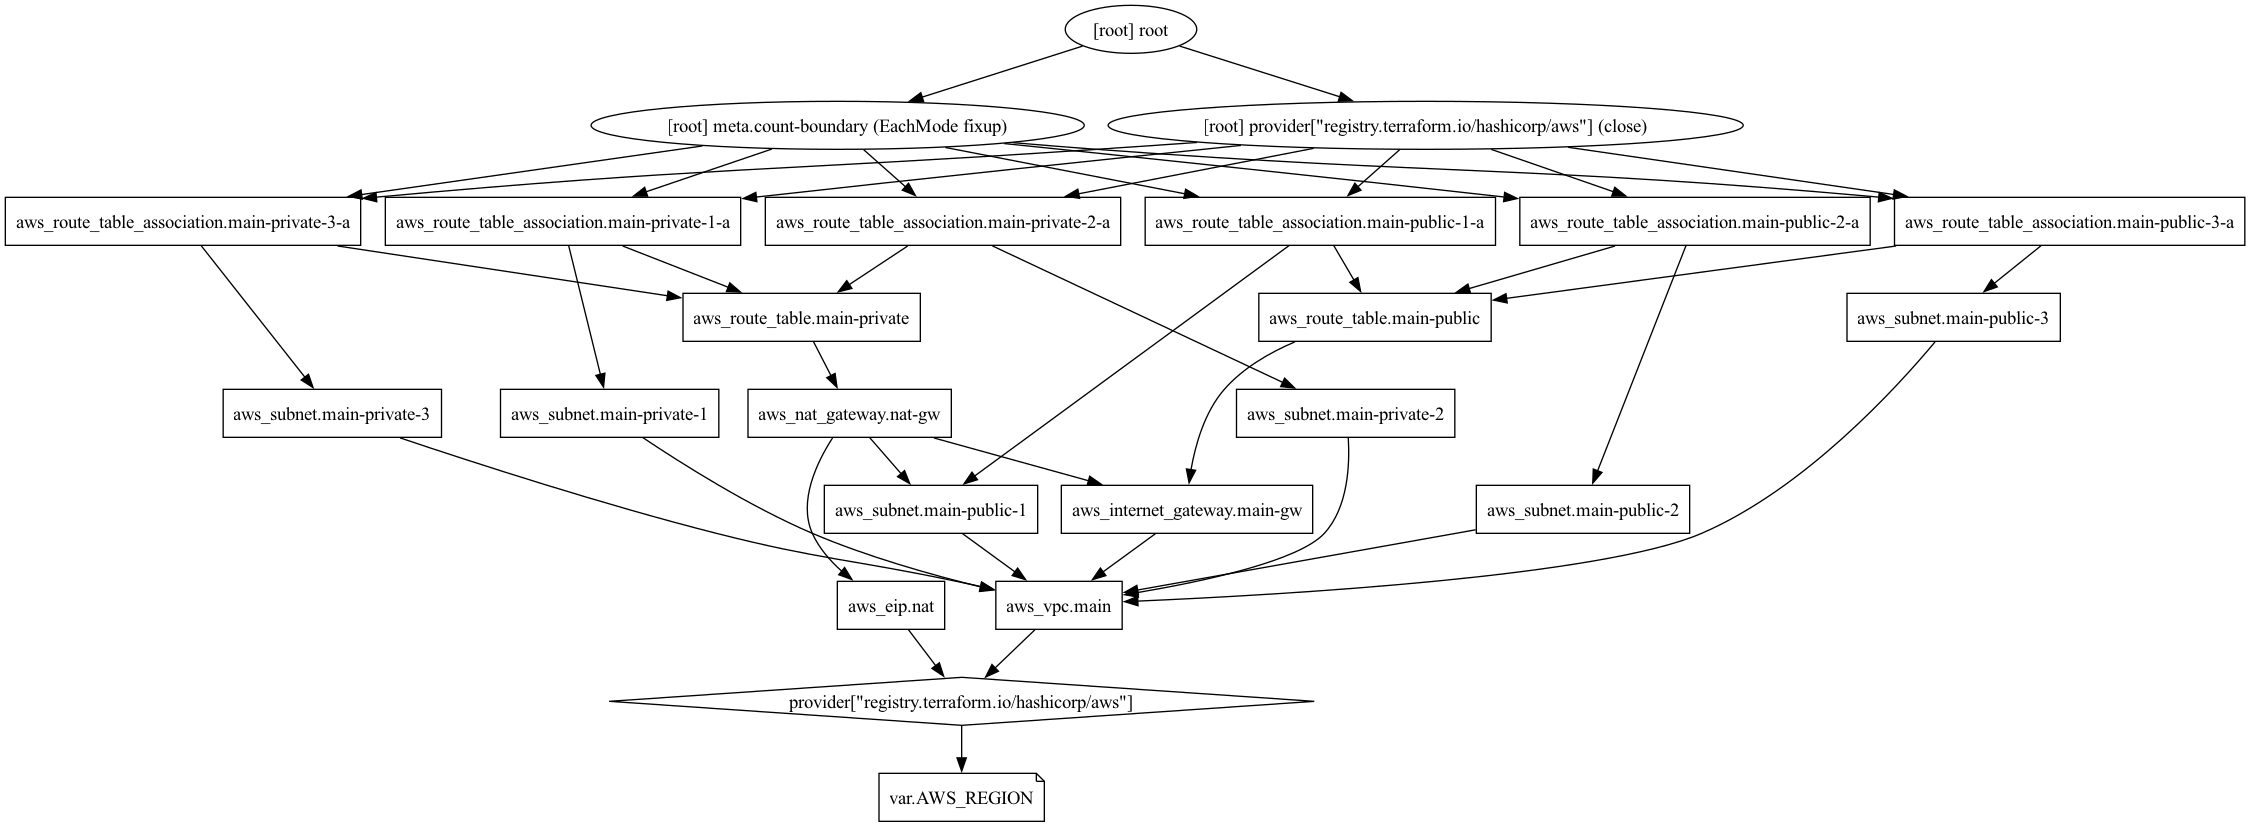 [root] root
[root] meta.count-boundary (EachMode fixup)
[root] provider["registry.terraform.io/hashicorp/aws"] (close)
aws_route_table_association.main-private-3-a
aws_route_table_association.main-private-1-a
aws_route_table_association.main-private-2-a
aws_route_table_association.main-public-1-a
aws_route_table_association.main-public-2-a
aws_route_table_association.main-public-3-a
aws_route_table.main-private
aws_route_table.main-public
aws_subnet.main-public-3
aws_subnet.main-private-3
aws_subnet.main-private-1
aws_nat_gateway.nat-gw
aws_subnet.main-private-2
aws_subnet.main-public-1
aws_internet_gateway.main-gw
aws_subnet.main-public-2
aws_eip.nat
aws_vpc.main
provider["registry.terraform.io/hashicorp/aws"]
var.AWS_REGION